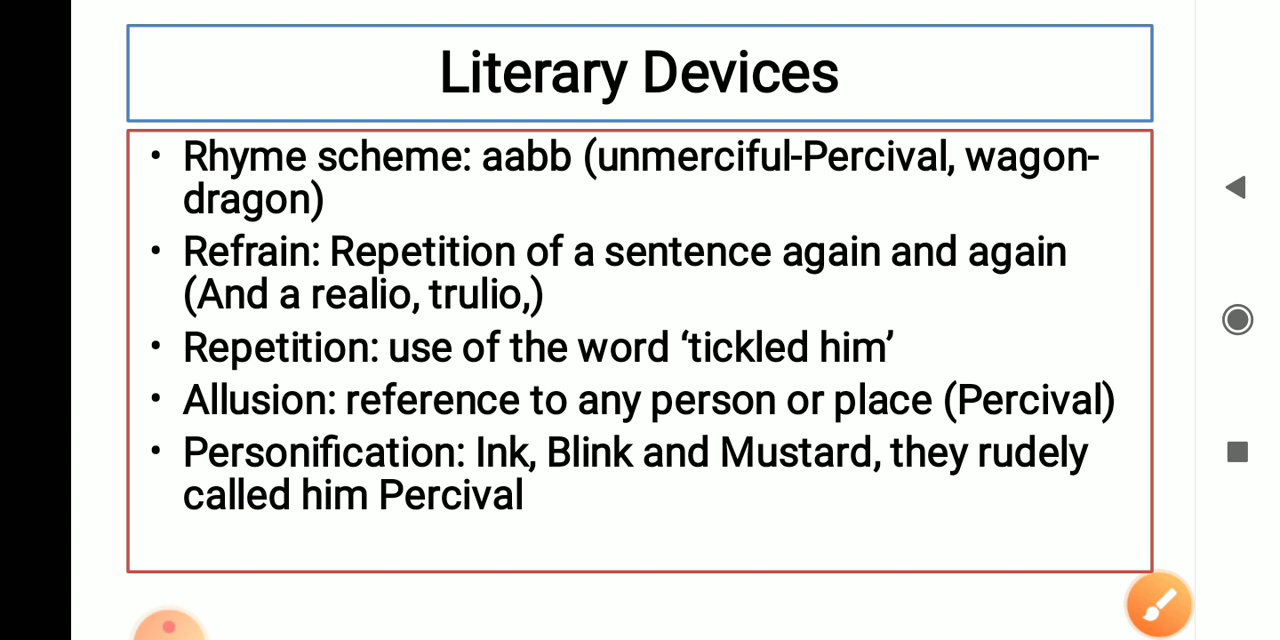 Literary Devices
• Rhyme scheme: aabb (unmerciful-Percival, wagon-
dragon)
• Refrain: Repetition of a sentence again and again
(And a realio, trulio,)
• Repetition: use of the word ‘tickled him’
• Allusion: reference to any person or place (Percival)
• Personification: Ink, Blink and Mustard, they rudely
called him Percival